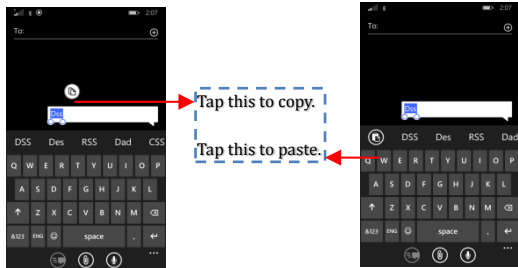 2:07
To:
Dss
DSS Des RSS Dad CSS
Q W E R T Y U I O P
A S D F G H J K L
Z X C V B N M
&123 ENG space . 
...
Tap this to copy.
Tap this to paste.
2:07
To:
Dss
DSS Des RSS Dad
Q W E R T Y U I O P
A S D F G H J K L
Z X C V B N M
&123 ENG space .
...